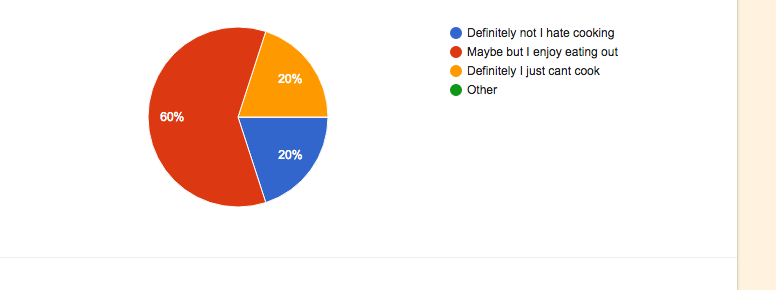 60%
20%
20%
Definitely not I hate cooking
Maybe but I enjoy eating out
Definitely I just cant cook
Other